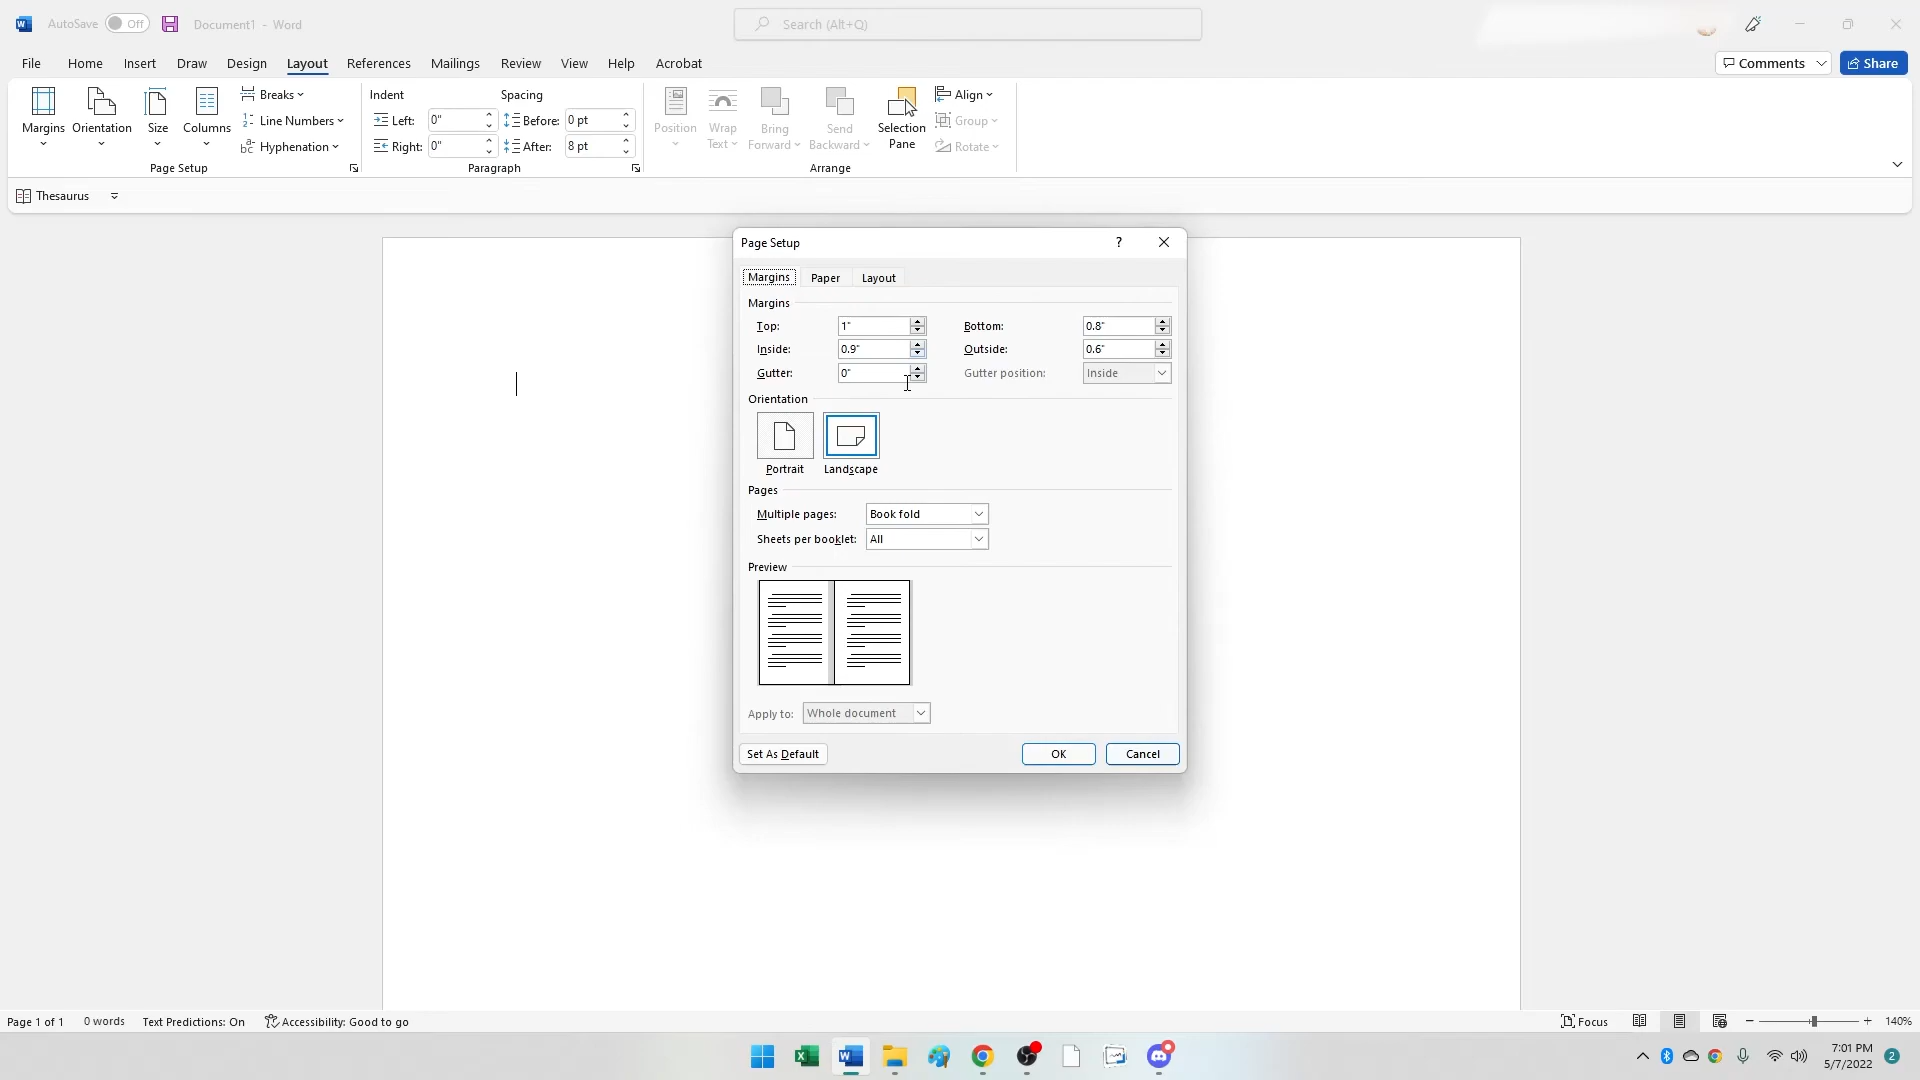 AutoSave Off Document1 - Word Search (Alt+Q)
File Home Insert Draw Design Layout References Mailings Review View Help Acrobat Comments Share
Margins Orientation Size Columns Breaks Line Numbers Hyphenation
Page Setup
Indent Spacing
Left: 0" Before: 0 pt
Right: 0" After: 8 pt
Paragraph
Position Wrap Text Bring Forward Send Backward Selection Pane Align Group Rotate
Arrange
Thesaurus
Page Setup ?
Margins Paper Layout
Margins
Top: 1" Bottom: 0.8"
Inside: 0.9" Outside: 0.6"
Gutter: 0" Gutter position: Inside
Orientation
Portrait Landscape
Pages
Multiple pages: Book fold
Sheets per booklet: All
Preview
Apply to: Whole document
Set As Default OK Cancel
Page 1 of 1 0 words Text Predictions: On Accessibility: Good to go Focus 140%
7:01 PM
5/7/2022 2